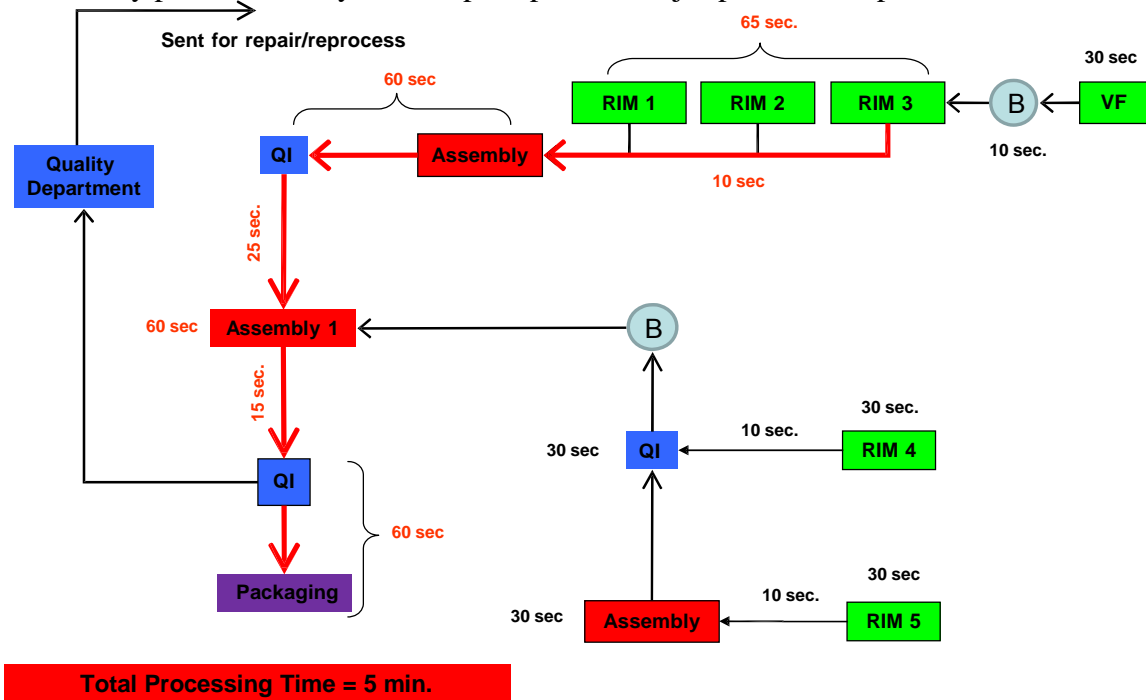 Sent for repair/reprocess
65 sec.
30 sec
60 sec
RIM 1
RIM 2
RIM 3
B
VF
10 sec.
QI
Assembly
10 sec
Quality
Department
25 sec.
60 sec
Assembly 1
B
15 sec.
30 sec.
30 sec
QI
10 sec.
RIM 4
QI
60 sec
30 sec
Packaging
30 sec
Assembly
10 sec.
RIM 5
Total Processing Time = 5 min.